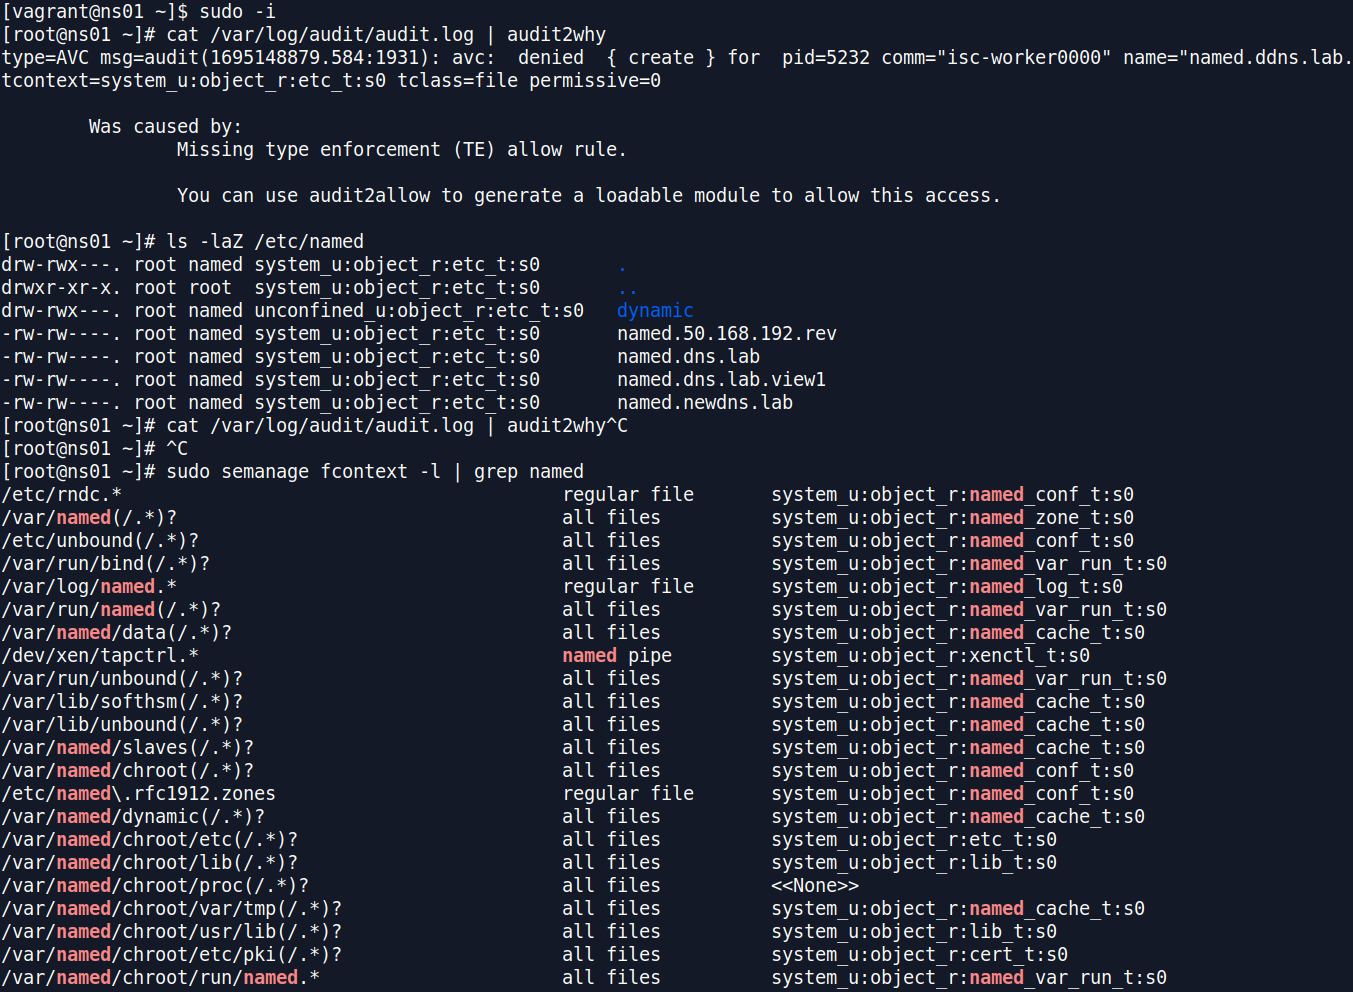 [vagrant@ns01 ~]$ sudo -i
[root@ns01 ~]# cat /var/log/audit/audit.log | audit2why
type=AVC msg=audit(1695148879.584:1931): avc:  denied  { create } for  pid=5232 comm="isc-worker0000" name="named.ddns.lab.
tcontext=system_u:object_r:etc_t:s0 tclass=file permissive=0
Was caused by:
Missing type enforcement (TE) allow rule.
You can use audit2allow to generate a loadable module to allow this access.
[root@ns01 ~]# ls -laZ /etc/named
drw-rwx---. root named system_u:object_r:etc_t:s0       .
drwxr-xr-x. root root  system_u:object_r:etc_t:s0       ..
drw-rwx---. root named unconfined_u:object_r:etc_t:s0   dynamic
-rw-rw----. root named system_u:object_r:etc_t:s0       named.50.168.192.rev
-rw-rw----. root named system_u:object_r:etc_t:s0       named.dns.lab
-rw-rw----. root named system_u:object_r:etc_t:s0       named.dns.lab.view1
-rw-rw----. root named system_u:object_r:etc_t:s0       named.newdns.lab
[root@ns01 ~]# cat /var/log/audit/audit.log | audit2why^C
[root@ns01 ~]# ^C
[root@ns01 ~]# sudo semanage fcontext -l | grep named
/etc/rndc.*                                        regular file       system_u:object_r:named_conf_t:s0
/var/named(/.*)?                                   all files          system_u:object_r:named_zone_t:s0
/etc/unbound(/.*)?                                 all files          system_u:object_r:named_conf_t:s0
/var/run/bind(/.*)?                                all files          system_u:object_r:named_var_run_t:s0
/var/log/named.*                                   regular file       system_u:object_r:named_log_t:s0
/var/run/named(/.*)?                               all files          system_u:object_r:named_var_run_t:s0
/var/named/data(/.*)?                              all files          system_u:object_r:named_cache_t:s0
/dev/xen/tapctrl.*                                 named pipe         system_u:object_r:xenctl_t:s0
/var/run/unbound(/.*)?                             all files          system_u:object_r:named_var_run_t:s0
/var/lib/softhsm(/.*)?                             all files          system_u:object_r:named_cache_t:s0
/var/lib/unbound(/.*)?                             all files          system_u:object_r:named_cache_t:s0
/var/named/slaves(/.*)?                            all files          system_u:object_r:named_cache_t:s0
/var/named/chroot(/.*)?                            all files          system_u:object_r:named_conf_t:s0
/etc/named\.rfc1912.zones                          regular file       system_u:object_r:named_conf_t:s0
/var/named/dynamic(/.*)?                           all files          system_u:object_r:named_cache_t:s0
/var/named/chroot/etc(/.*)?                        all files          system_u:object_r:etc_t:s0
/var/named/chroot/lib(/.*)?                        all files          system_u:object_r:lib_t:s0
/var/named/chroot/proc(/.*)?                       all files          <<None>>
/var/named/chroot/var/tmp(/.*)?                    all files          system_u:object_r:named_cache_t:s0
/var/named/chroot/usr/lib(/.*)?                    all files          system_u:object_r:lib_t:s0
/var/named/chroot/etc/pki(/.*)?                    all files          system_u:object_r:cert_t:s0
/var/named/chroot/run/named.*                      all files          system_u:object_r:named_var_run_t:s0